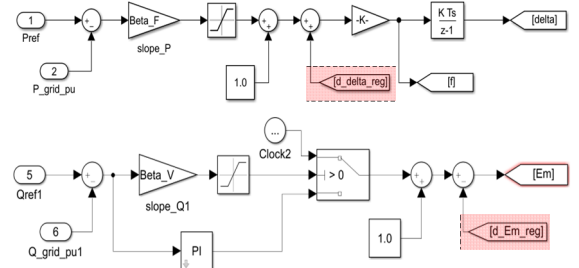 1
Pref
+
-
Beta_F
slope_P
2
P_grid_pu
1.0
+
+
+
+
[d_delta_reg]
-K-
K Ts
z-1
[delta]
[f]
5
Qref1
+
-
Beta_V
slope_Q1
6
Q_grid_pu1
PI
...
Clock2
> 0
1.0
+
+
[Em]
[d_Em_reg]